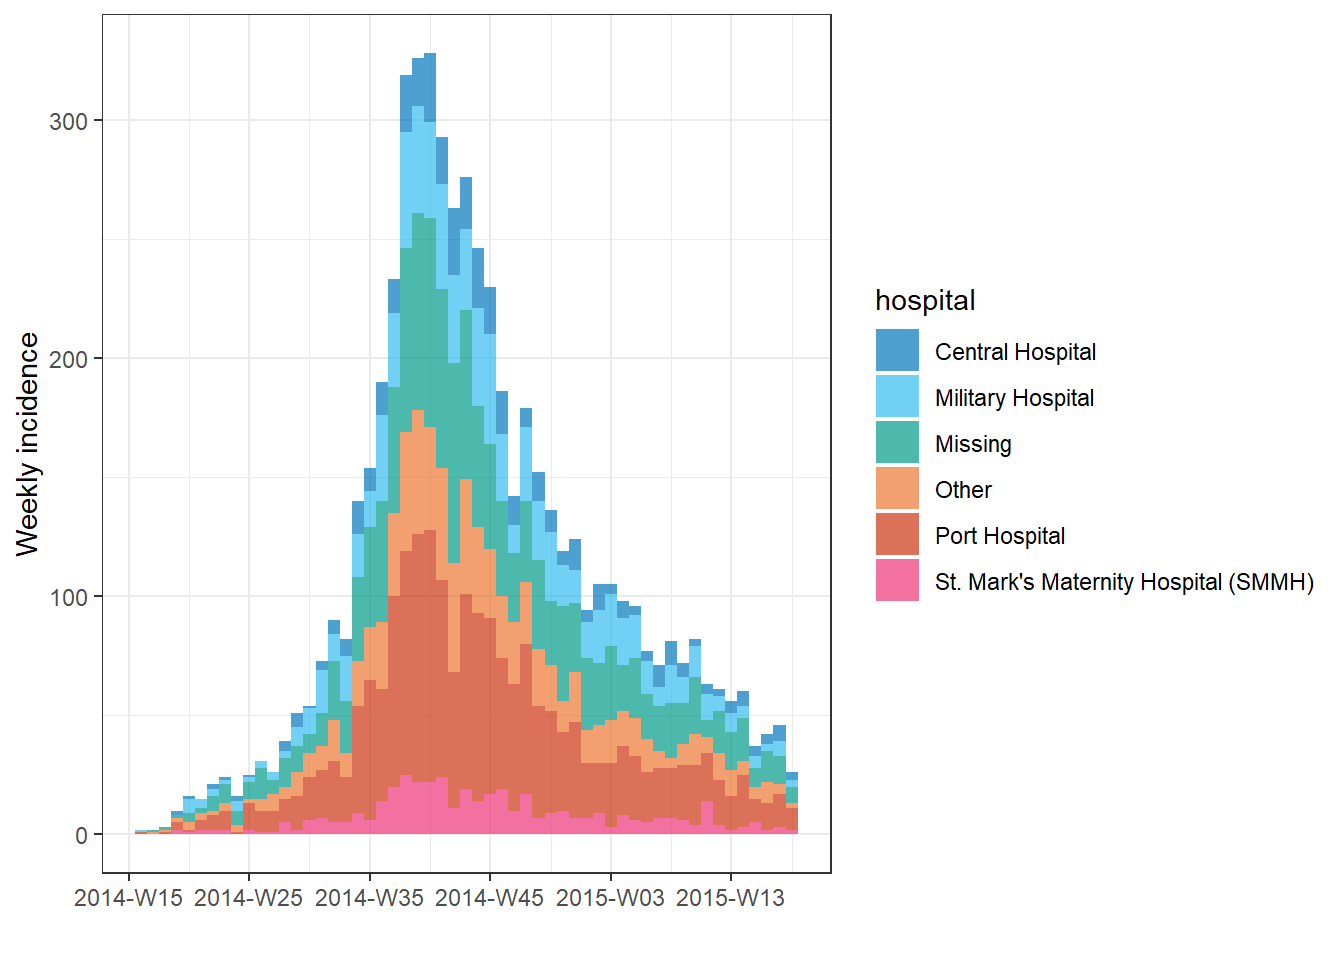 Weekly incidence
300
200
100
0
2014-W15 2014-W25 2014-W35 2014-W45 2015-W03 2015-W13
hospital
Central Hospital
Military Hospital
Missing
Other
Port Hospital
St. Mark's Maternity Hospital (SMMH)